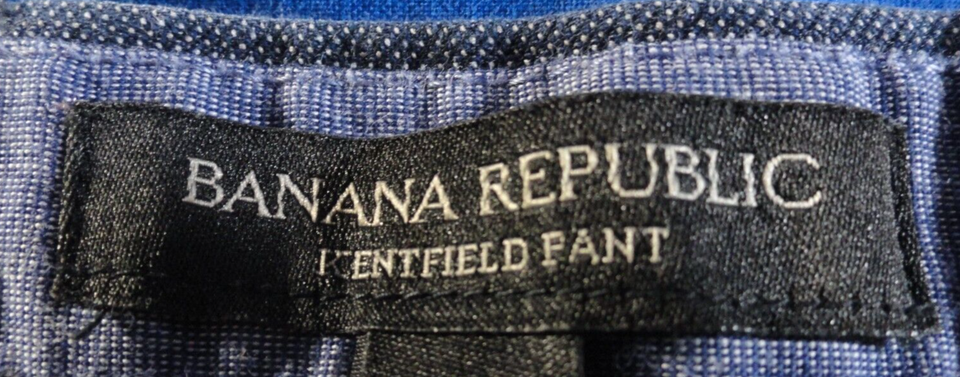 BANANA REPUBLIC
KENTFIELD PANT